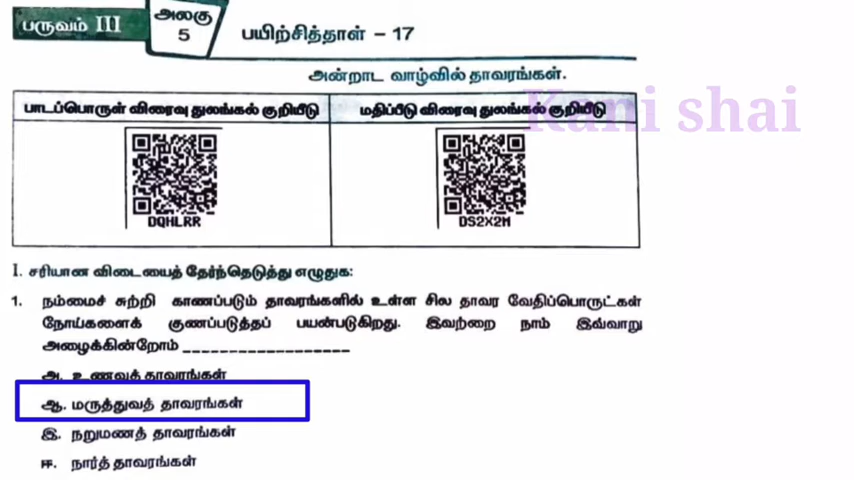 பருவம் III
அலகு
5
பயிற்சித்தாள் – 17
அன்றாட வாழ்வில் தாவரங்கள்.
பாடப்பொருள் விரைவு துலங்கல் குறியீடு
மதிப்பீடு விரைவு துலங்கல் குறியீடு
Kani shai
DQHLRR
DS2X2M
I. சரியான விடையைத் தேர்ந்தெடுத்து எழுதுக:
1. நம்மைச் சுற்றி காணப்படும் தாவரங்களில் உள்ள சில தாவர வேதிப்பொருட்கள்
நோய்களைக் குணப்படுத்தப் பயன்படுகிறது. இவற்றை நாம் இவ்வாறு
அழைக்கின்றோம் __________________
அ. உணவுத் தாவரங்கள்
ஆ. மருத்துவத் தாவரங்கள்
இ. நறுமணத் தாவரங்கள்
ஈ. நார்த் தாவரங்கள்